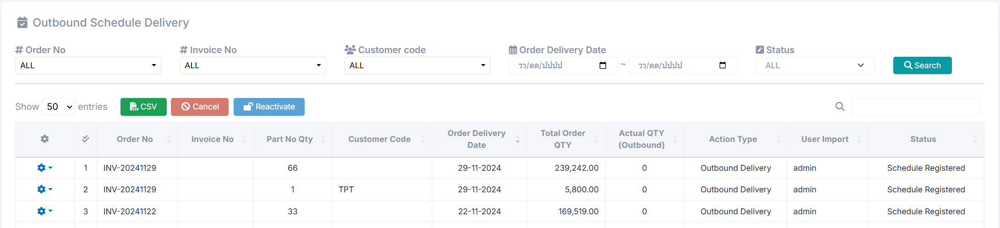 Outbound Schedule Delivery
Order No Invoice No Customer code Order Delivery Date Status
ALL ALL ALL วว/ดด/ปปปป ~ วว/ดด/ปปปป ALL Search
Show 50 entries CSV Cancel Reactivate
Order No Invoice No Part No Qty Customer Code Order Delivery Date Total Order QTY Actual QTY (Outbound) Action Type User Import Status
1 INV-20241129 66 29-11-2024 239,242.00 0 Outbound Delivery admin Schedule Registered
2 INV-20241129 1 TPT 29-11-2024 5,800.00 0 Outbound Delivery admin Schedule Registered
3 INV-20241122 33 22-11-2024 169,519.00 0 Outbound Delivery admin Schedule Registered